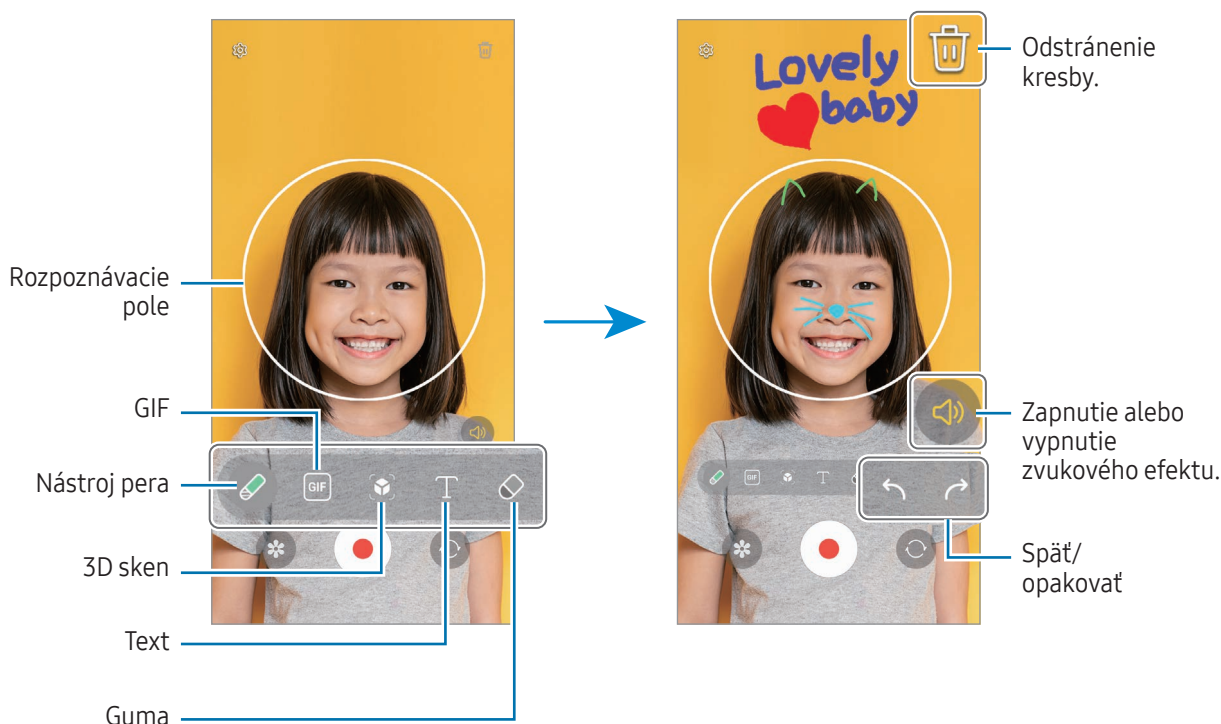 Rozpoznávacie
pole
GIF
Nástroj pera
3D sken
Text
Guma
GIF
T
Lovely
baby
GIF
T
Odstránenie
kresby.
Zapnutie alebo
vypnutie
zvukového efektu.
Späť/
opakovať